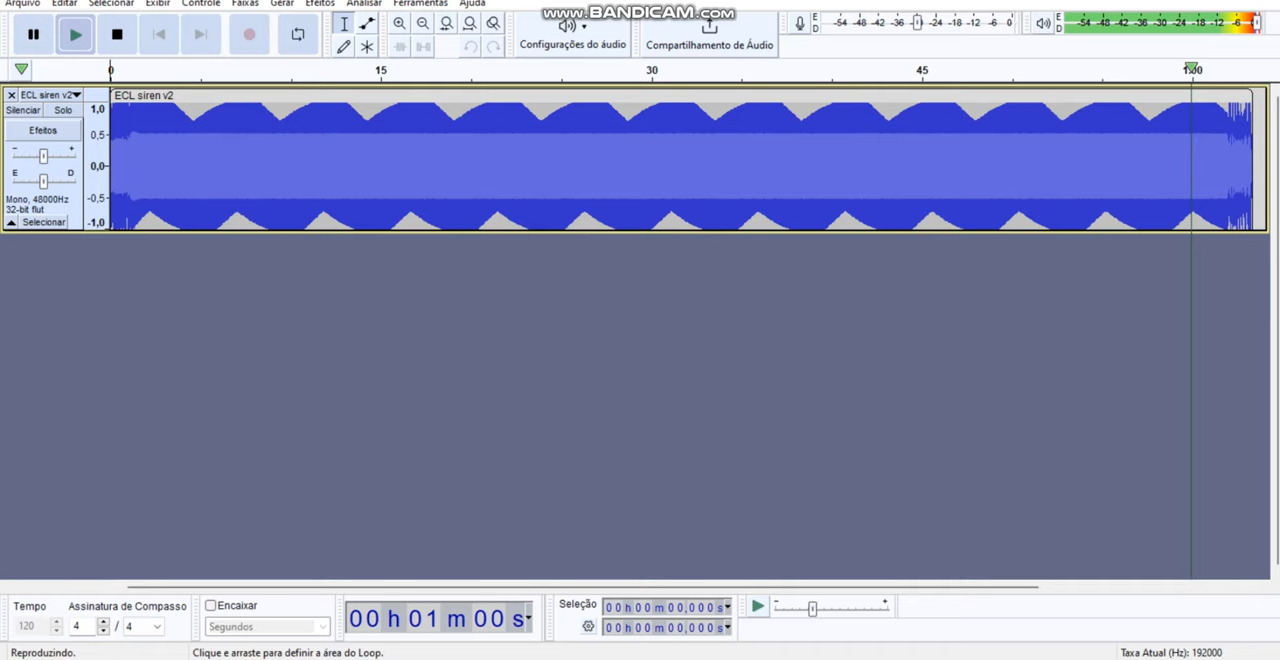 Arquivo Editar Selecionar Exibir Controle Faixas Gerar Efeitos Analisar Ferramentas Ajuda
www.BANDICAM.com
E D -54 -48 -42 -36 -24 -18 -12 -6 0
E D -54 -48 -42 -36 -30 -24 -18 -12 -6
Configurações do áudio
Compartilhamento de Áudio
0 15 30 45 1:00
ECL siren v2
ECL siren v2
Silenciar Solo
Efeitos
- +
E D
Mono, 48000Hz
32-bit flut
Selecionar
1,0
0,5
0,0
-0,5
-1,0
Tempo Assinatura de Compasso
120 4 / 4
Encaixar
Segundos
00 h 01 m 00 s
Seleção
00 h 00 m 00,000 s
00 h 00 m 00,000 s
- +
Reproduzindo.
Clique e arraste para definir a área do Loop.
Taxa Atual (Hz): 192000